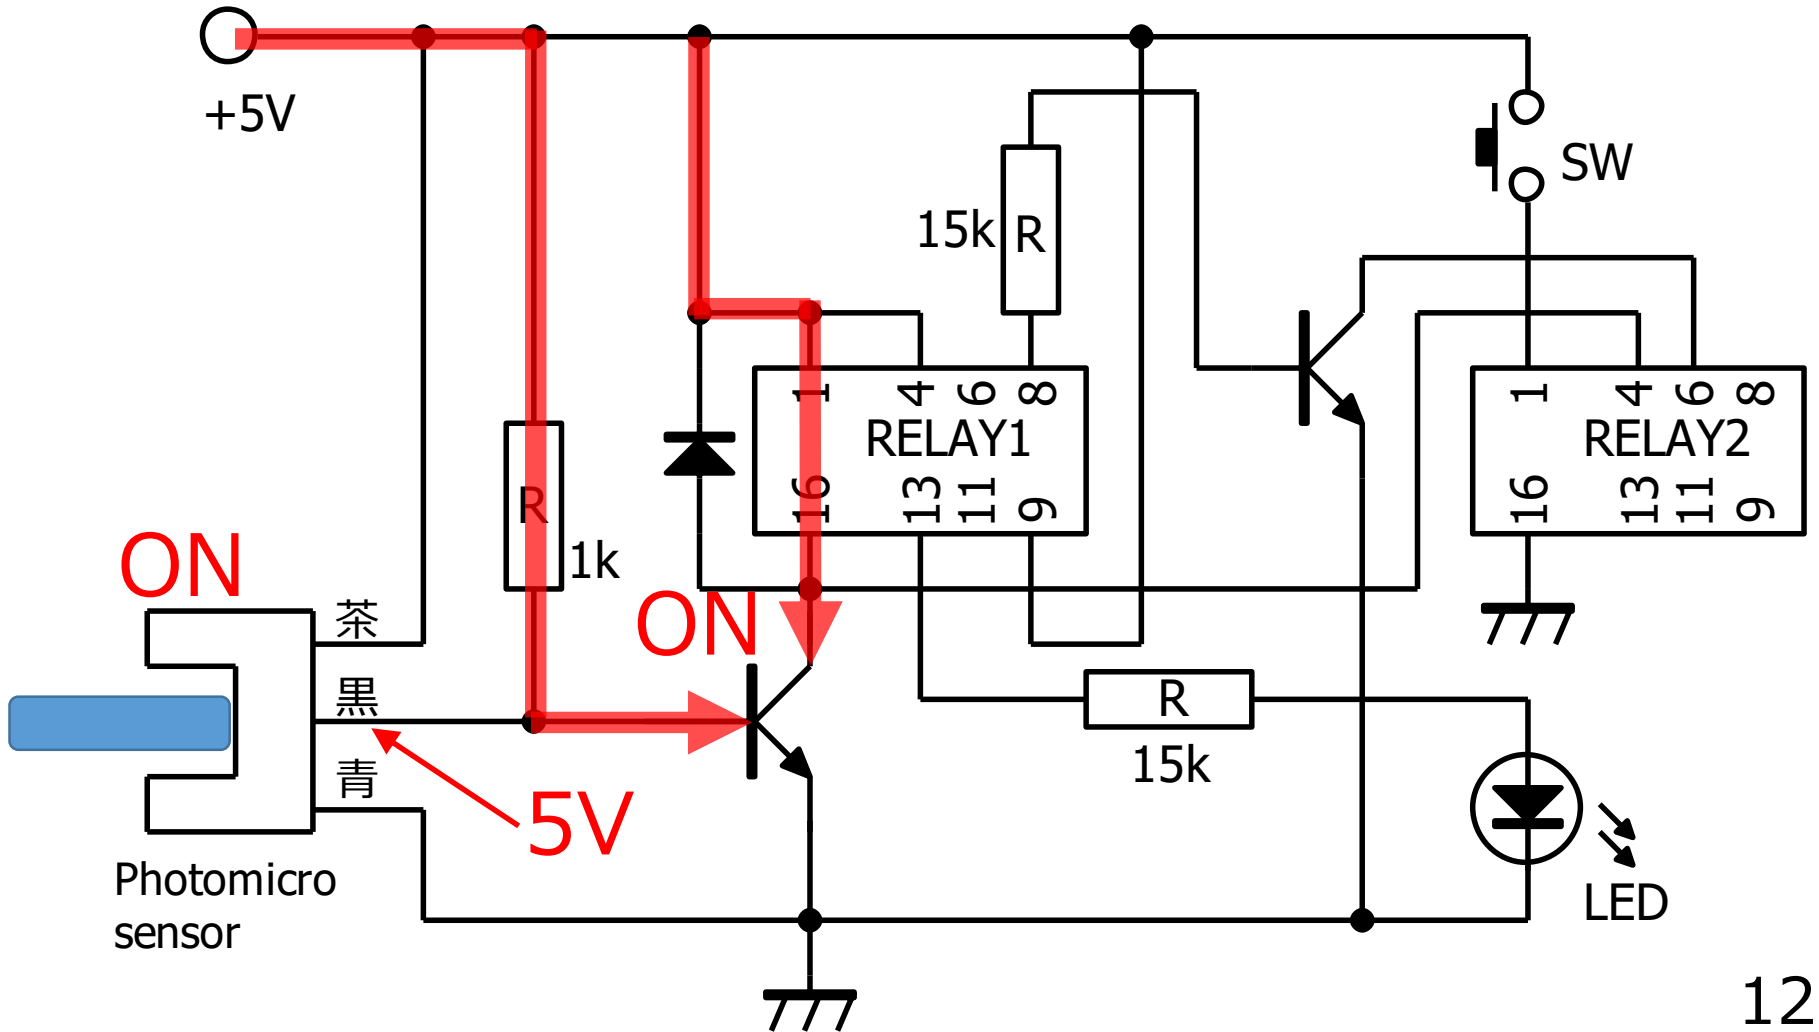 +5V
SW
15k
R
1 4 6 8
RELAY1
16 13 11 9
1 4 6 8
RELAY2
16 13 11 9
R
1k
ON
ON
茶
黒
青
5V
R
15k
Photomicro
sensor
LED
12